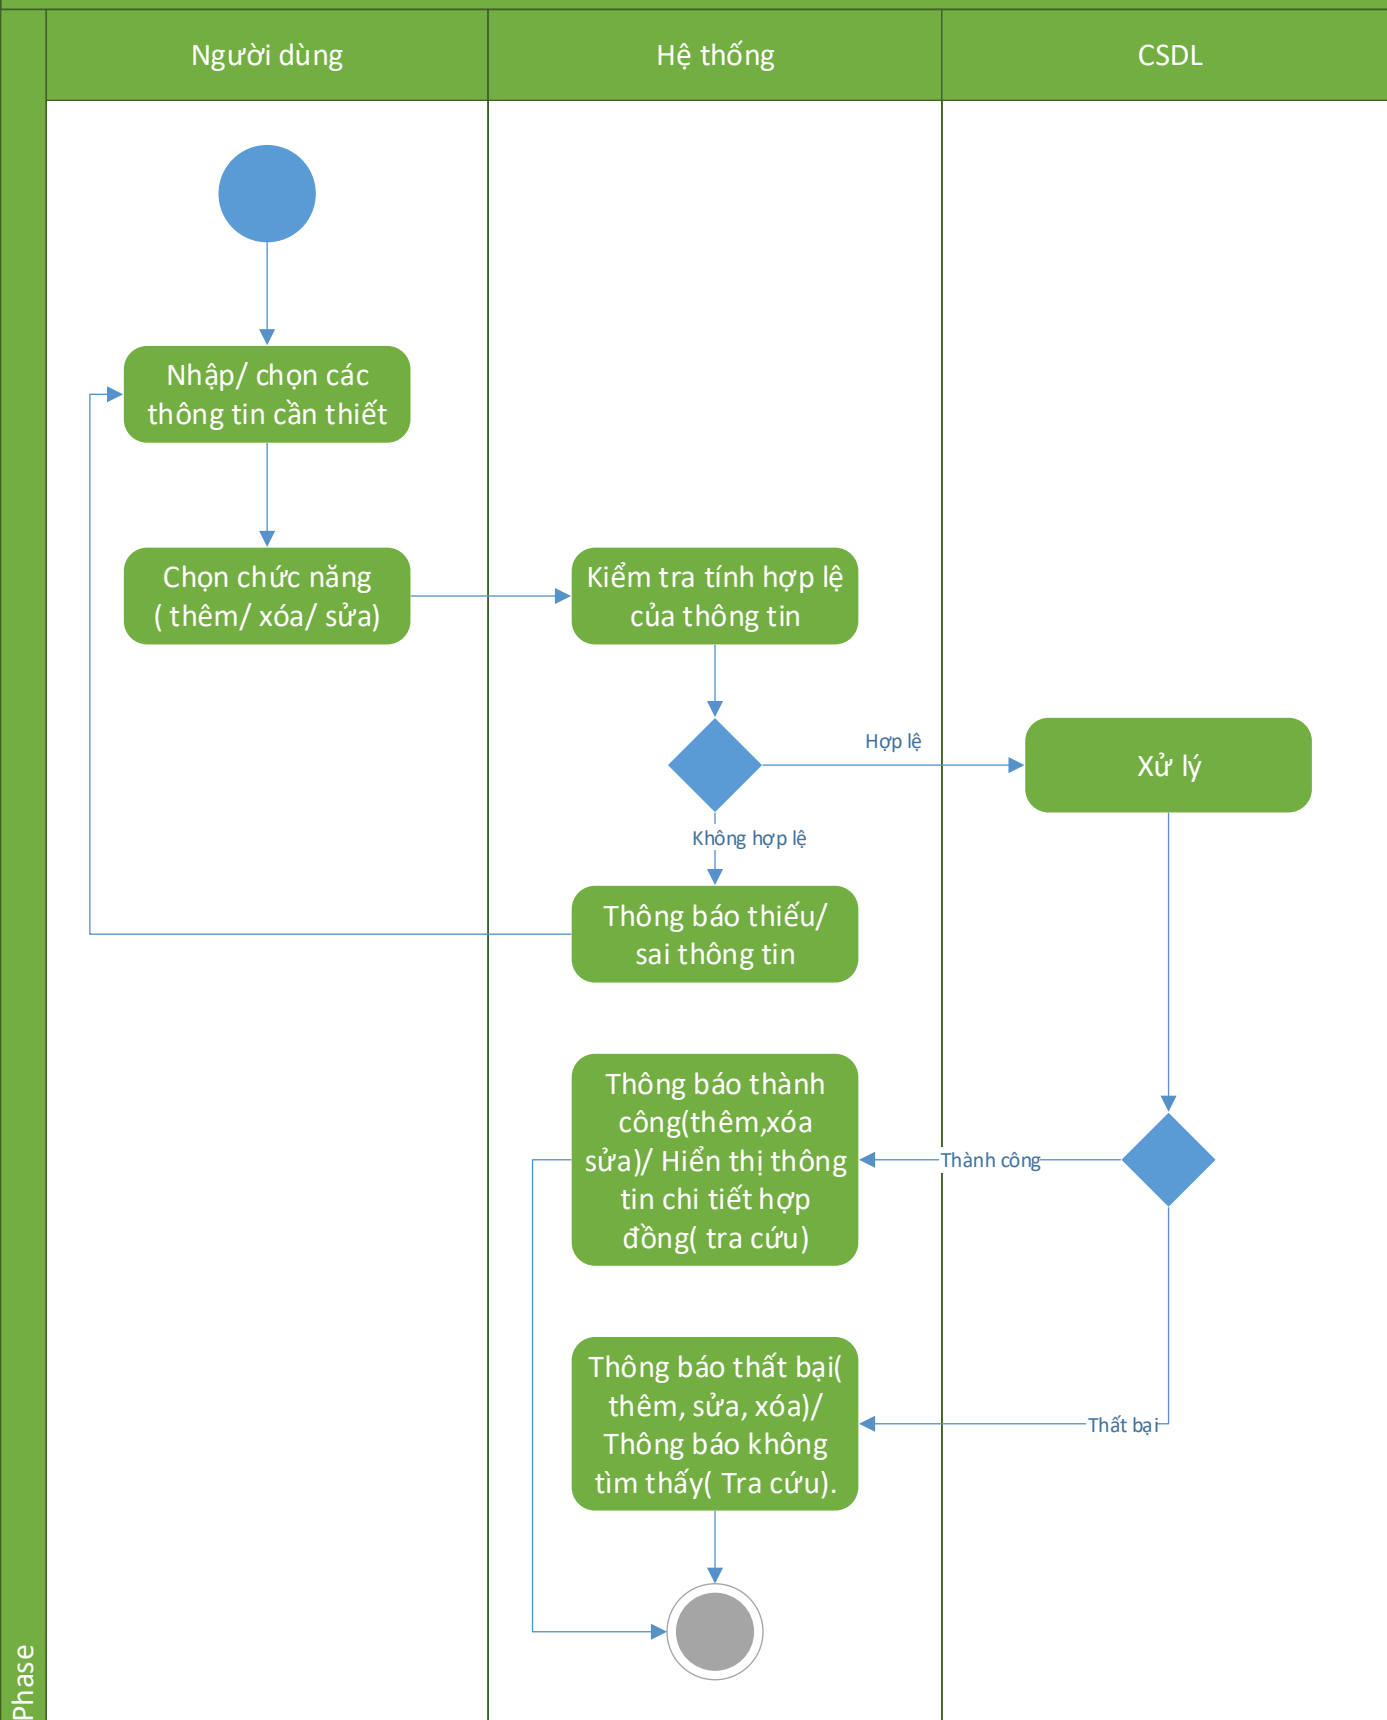 Người dùng
Hệ thống
CSDL
Nhập/ chọn các
thông tin cần thiết
Chọn chức năng
( thêm/ xóa/ sửa)
Kiểm tra tính hợp lệ
của thông tin
Hợp lệ
Xử lý
Không hợp lệ
Thông báo thiếu/
sai thông tin
Thông báo thành
công(thêm,xóa
sửa)/ Hiển thị thông
tin chi tiết hợp
đồng( tra cứu)
Thành công
Thông báo thất bại(
thêm, sửa, xóa)/
Thông báo không
tìm thấy( Tra cứu).
Thất bại
Phase